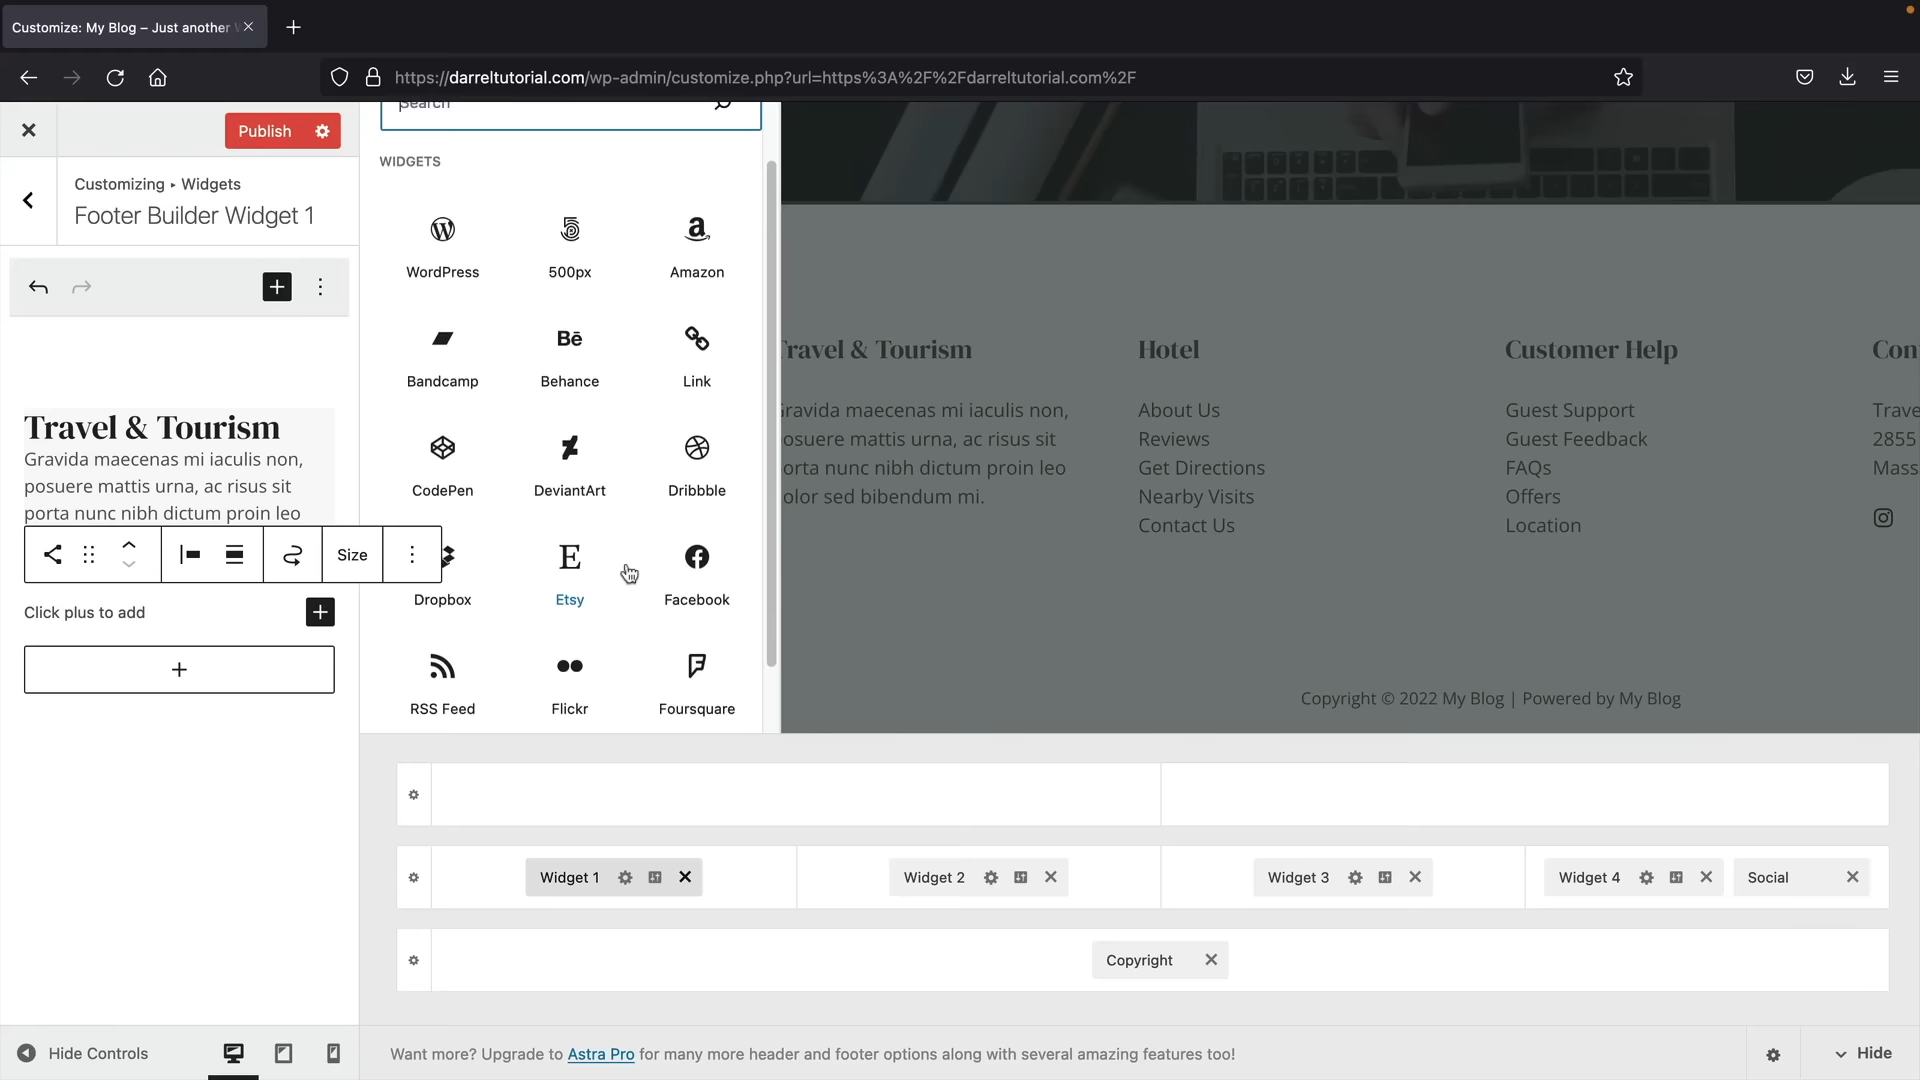 Customize: My Blog – Just another
https://darreltutorial.com/wp-admin/customize.php?url=https%3A%2F%2Fdarreltutorial.com%2F
Publish
Customizing ▸ Widgets
Footer Builder Widget 1
Travel & Tourism
Gravida maecenas mi iaculis non,
posuere mattis urna, ac risus sit
porta nunc nibh dictum proin leo
Size
Click plus to add
Search
WIDGETS
WordPress
500px
Amazon
Bandcamp
Behance
Link
CodePen
DeviantArt
Dribbble
Dropbox
Etsy
Facebook
RSS Feed
Flickr
Foursquare
Travel & Tourism
Gravida maecenas mi iaculis non,
posuere mattis urna, ac risus sit
porta nunc nibh dictum proin leo
dolor sed bibendum mi.
Hotel
About Us
Reviews
Get Directions
Nearby Visits
Contact Us
Customer Help
Guest Support
Guest Feedback
FAQs
Offers
Location
Con
Trave
2855
Mass
Copyright © 2022 My Blog | Powered by My Blog
Widget 1
Widget 2
Widget 3
Widget 4
Social
Copyright
Hide Controls
Want more? Upgrade to Astra Pro for many more header and footer options along with several amazing features too!
Hide